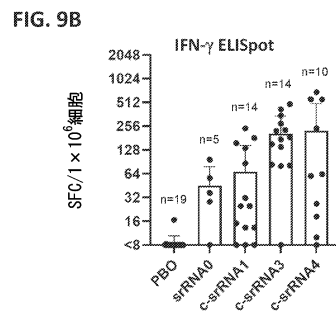 FIG. 9B
IFN-γ ELISpot
SFC/1×10⁶細胞
2048
1024
512
256
128
64
32
16
<8
n=19
n=5
n=14
n=14
n=10
PBO
srRNA0
c-srRNA1
c-srRNA3
c-srRNA4